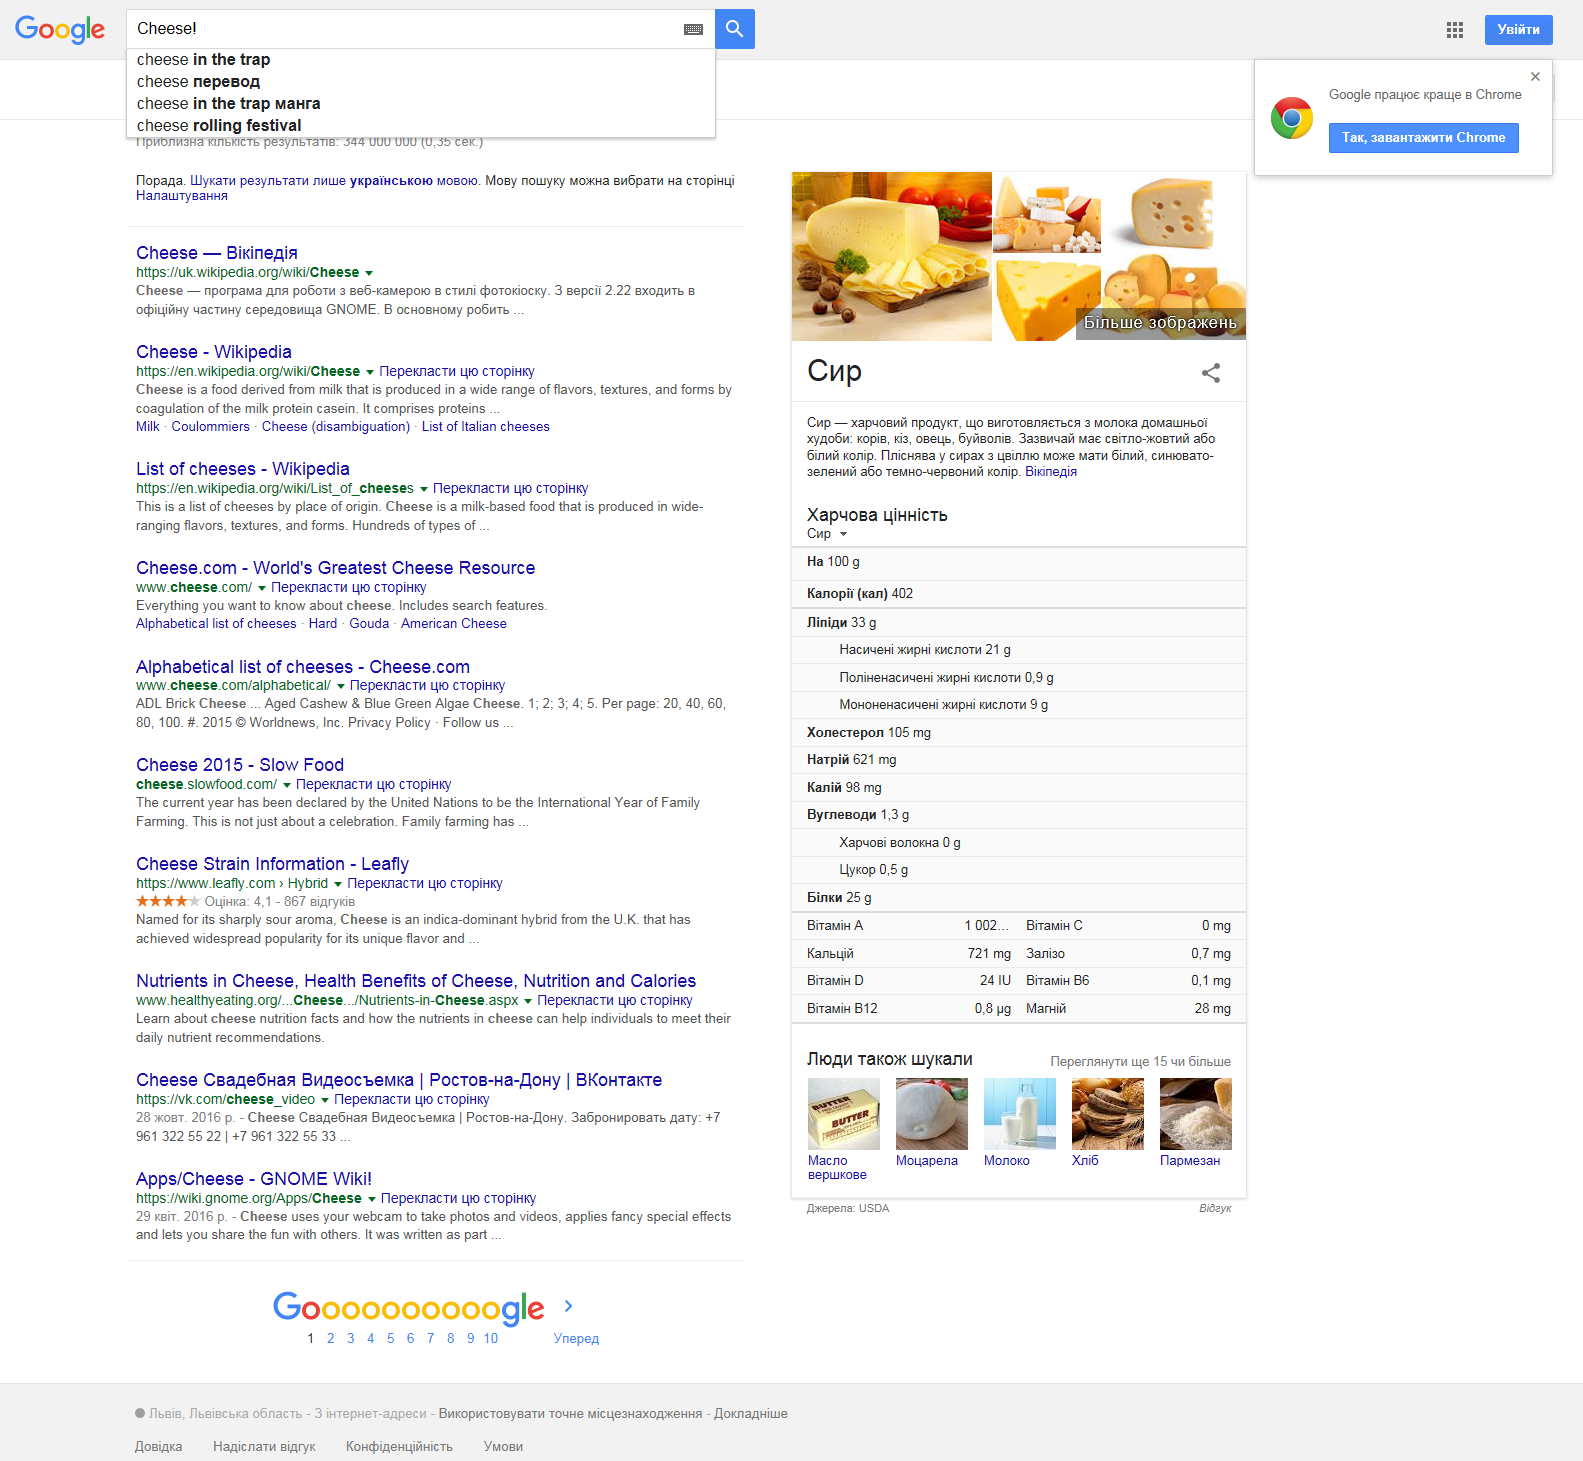 Google
Cheese!
Увійти
cheese in the trap
cheese перевод
cheese in the trap манга
cheese rolling festival
Google працює краще в Chrome
Так, завантажити Chrome
Приблизна кількість результатів: 344 000 000 (0,35 сек.)
Порада. Шукати результати лише українською мовою. Мову пошуку можна вибрати на сторінці
Налаштування
Cheese — Вікіпедія
https://uk.wikipedia.org/wiki/Cheese
Cheese — програма для роботи з веб-камерою в стилі фотокіоску. З версії 2.22 входить в
офіційну частину середовища GNOME. В основному робить ...
Cheese - Wikipedia
https://en.wikipedia.org/wiki/Cheese Перекласти цю сторінку
Cheese is a food derived from milk that is produced in a wide range of flavors, textures, and forms by
coagulation of the milk protein casein. It comprises proteins ...
Milk · Coulommiers · Cheese (disambiguation) · List of Italian cheeses
List of cheeses - Wikipedia
https://en.wikipedia.org/wiki/List_of_cheeses Перекласти цю сторінку
This is a list of cheeses by place of origin. Cheese is a milk-based food that is produced in wide-
ranging flavors, textures, and forms. Hundreds of types of ...
Cheese.com - World's Greatest Cheese Resource
www.cheese.com/ Перекласти цю сторінку
Everything you want to know about cheese. Includes search features.
Alphabetical list of cheeses · Hard · Gouda · American Cheese
Alphabetical list of cheeses - Cheese.com
www.cheese.com/alphabetical/ Перекласти цю сторінку
ADL Brick Cheese ... Aged Cashew & Blue Green Algae Cheese. 1; 2; 3; 4; 5. Per page: 20, 40, 60,
80, 100. #. 2015 © Worldnews, Inc. Privacy Policy · Follow us ...
Cheese 2015 - Slow Food
cheese.slowfood.com/ Перекласти цю сторінку
The current year has been declared by the United Nations to be the International Year of Family
Farming. This is not just about a celebration. Family farming has ...
Cheese Strain Information - Leafly
https://www.leafly.com › Hybrid Перекласти цю сторінку
Оцінка: 4,1 - 867 відгуків
Named for its sharply sour aroma, Cheese is an indica-dominant hybrid from the U.K. that has
achieved widespread popularity for its unique flavor and ...
Nutrients in Cheese, Health Benefits of Cheese, Nutrition and Calories
www.healthyeating.org/...Cheese.../Nutrients-in-Cheese.aspx Перекласти цю сторінку
Learn about cheese nutrition facts and how the nutrients in cheese can help individuals to meet their
daily nutrient recommendations.
Cheese Свадебная Видеосъемка | Ростов-на-Дону | ВКонтакте
https://vk.com/cheese_video Перекласти цю сторінку
28 жовт. 2016 р. - Cheese Свадебная Видеосъемка | Ростов-на-Дону. Забронировать дату: +7
961 322 55 22 | +7 961 322 55 33 ...
Apps/Cheese - GNOME Wiki!
https://wiki.gnome.org/Apps/Cheese Перекласти цю сторінку
29 квіт. 2016 р. - Cheese uses your webcam to take photos and videos, applies fancy special effects
and lets you share the fun with others. It was written as part ...
Більше зображень
Сир
Сир — харчовий продукт, що виготовляється з молока домашньої
худоби: корів, кіз, овець, буйволів. Зазвичай має світло-жовтий або
білий колір. Пліснява у сирах з цвіллю може мати білий, синювато-
зелений або темно-червоний колір. Вікіпедія
Харчова цінність
Сир
На 100 g
Калорії (кал) 402
Ліпіди 33 g
Насичені жирні кислоти 21 g
Поліненасичені жирні кислоти 0,9 g
Мононенасичені жирні кислоти 9 g
Холестерол 105 mg
Натрій 621 mg
Калій 98 mg
Вуглеводи 1,3 g
Харчові волокна 0 g
Цукор 0,5 g
Білки 25 g
Вітамін A 1 002... Вітамін C 0 mg
Кальцій 721 mg Залізо 0,7 mg
Вітамін D 24 IU Вітамін B6 0,1 mg
Вітамін B12 0,8 µg Магній 28 mg
Люди також шукали Переглянути ще 15 чи більше
BUTTER
BUTTER
Масло
вершкове
Моцарела
Молоко
Хліб
Пармезан
Джерела: USDA Відгук
Goooooooooogle
1 2 3 4 5 6 7 8 9 10 Уперед
Львів, Львівська область - З інтернет-адреси - Використовувати точне місцезнаходження - Докладніше
Довідка Надіслати відгук Конфіденційність Умови